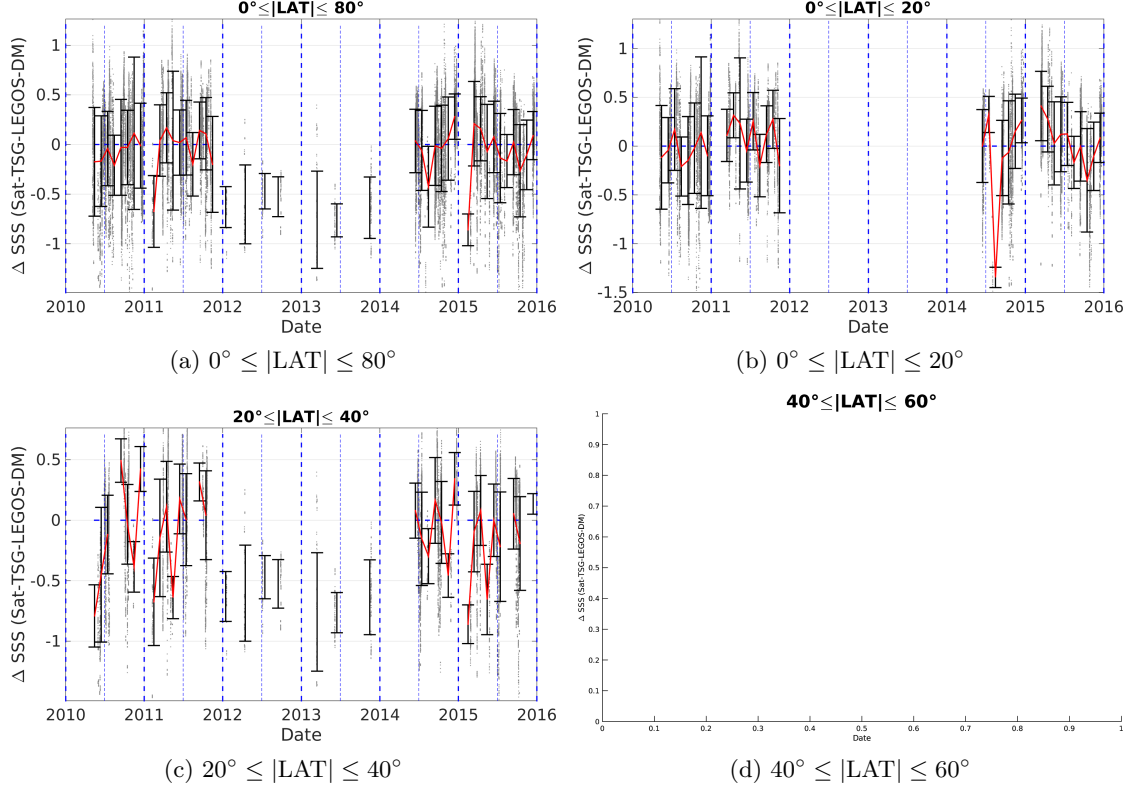 0°≤|LAT|≤ 80°
1
0.5
0
-0.5
-1
Δ SSS (Sat-TSG-LEGOS-DM)
2010 2011 2012 2013 2014 2015 2016
Date
(a) 0° ≤ |LAT| ≤ 80°
0°≤|LAT|≤ 20°
1
0.5
0
-0.5
-1
-1.5
Δ SSS (Sat-TSG-LEGOS-DM)
2010 2011 2012 2013 2014 2015 2016
Date
(b) 0° ≤ |LAT| ≤ 20°
20°≤|LAT|≤ 40°
0.5
0
-0.5
-1
Δ SSS (Sat-TSG-LEGOS-DM)
2010 2011 2012 2013 2014 2015 2016
Date
(c) 20° ≤ |LAT| ≤ 40°
40°≤|LAT|≤ 60°
1
0.9
0.8
0.7
0.6
0.5
0.4
0.3
0.2
0.1
0
Δ SSS (Sat-TSG-LEGOS-DM)
0 0.1 0.2 0.3 0.4 0.5 0.6 0.7 0.8 0.9 1
Date
(d) 40° ≤ |LAT| ≤ 60°